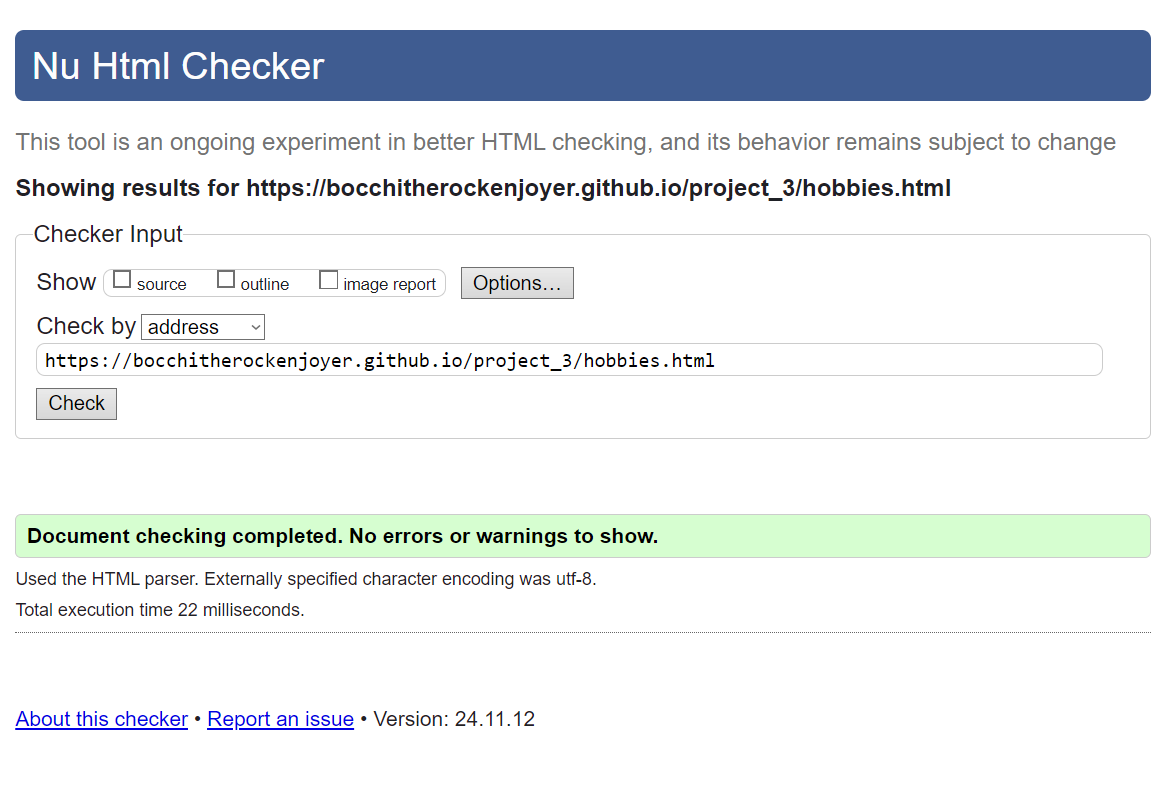 Nu Html Checker
This tool is an ongoing experiment in better HTML checking, and its behavior remains subject to change
Showing results for https://bocchitherockenjoyer.github.io/project_3/hobbies.html
Checker Input
Show source outline image report Options…
Check by address
https://bocchitherockenjoyer.github.io/project_3/hobbies.html
Check
Document checking completed. No errors or warnings to show.
Used the HTML parser. Externally specified character encoding was utf-8.
Total execution time 22 milliseconds.
About this checker • Report an issue • Version: 24.11.12